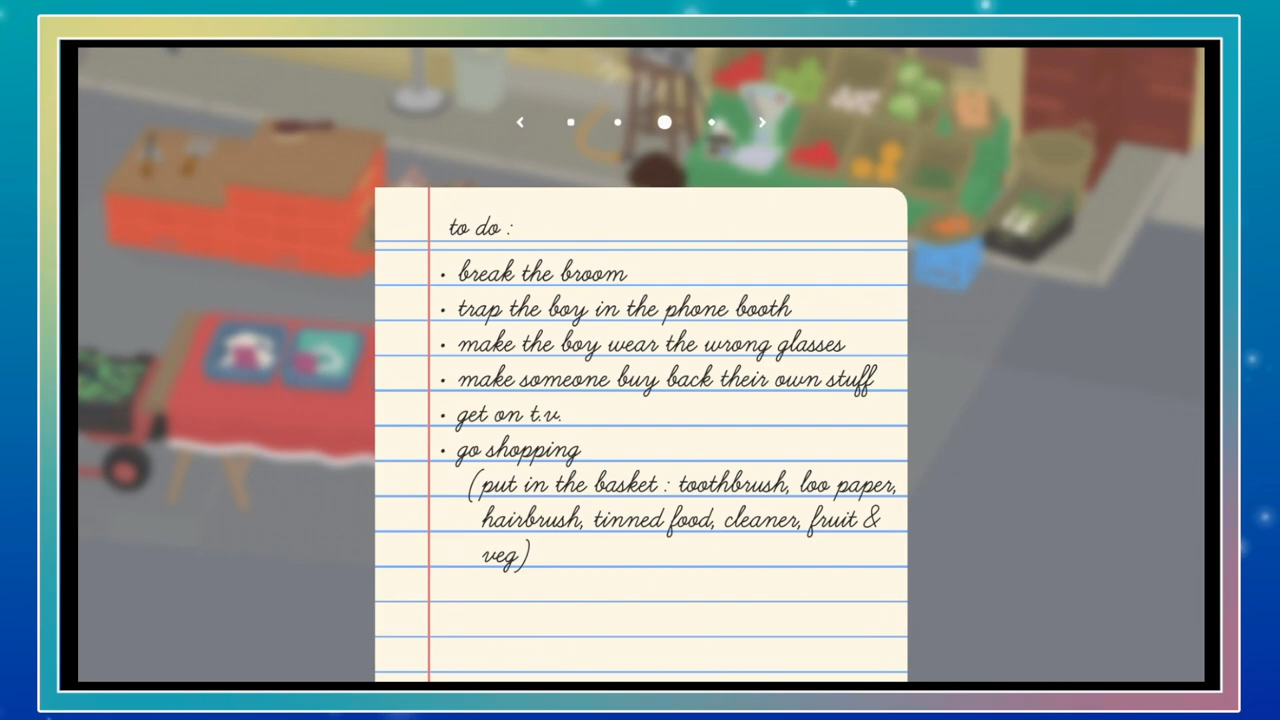 to do :
• break the broom
• trap the boy in the phone booth
• make the boy wear the wrong glasses
• make someone buy back their own stuff
• get on t.v.
• go shopping
(put in the basket : toothbrush, loo paper,
hairbrush, tinned food, cleaner, fruit &
veg)